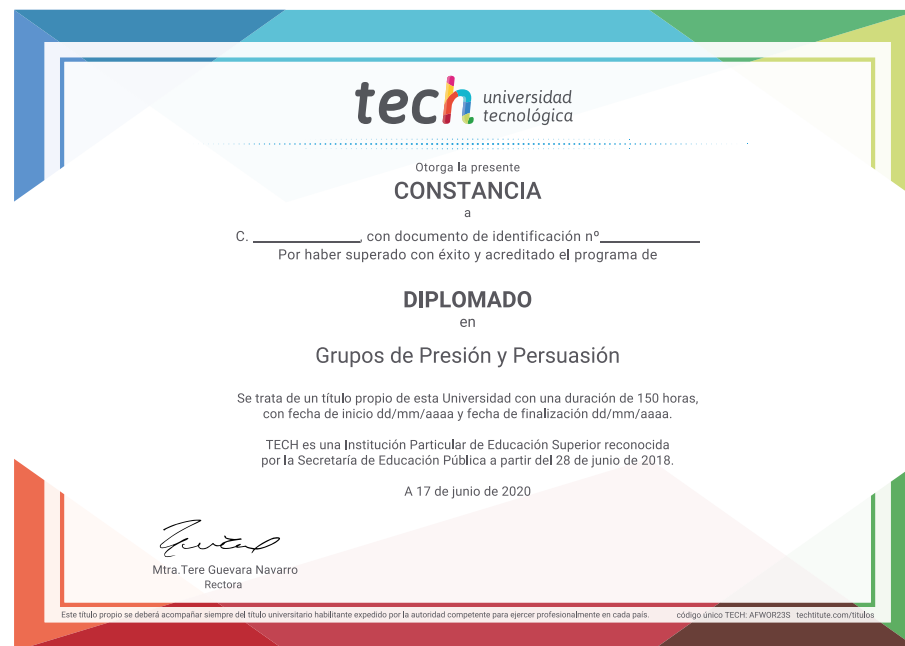 tech universidad
tecnológica
Otorga la presente
CONSTANCIA
a
C. ____________, con documento de identificación nº____________
Por haber superado con éxito y acreditado el programa de
DIPLOMADO
en
Grupos de Presión y Persuasión
Se trata de un título propio de esta Universidad con una duración de 150 horas,
con fecha de inicio dd/mm/aaaa y fecha de finalización dd/mm/aaaa.
TECH es una Institución Particular de Educación Superior reconocida
por la Secretaría de Educación Pública a partir del 28 de junio de 2018.
A 17 de junio de 2020
Mtra.Tere Guevara Navarro
Rectora
Este título propio se deberá acompañar siempre del título universitario habilitante expedido por la autoridad competente para ejercer profesionalmente en cada país. código único TECH: AFWOR23S techtitute.com/titulos